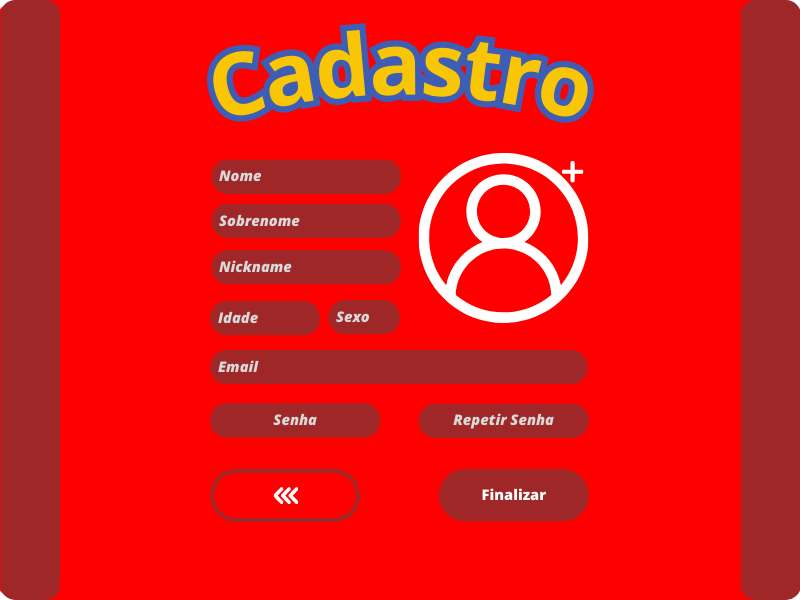 Cadastro
Nome
Sobrenome
Nickname
Idade
Sexo
Email
Senha
Repetir Senha
Finalizar